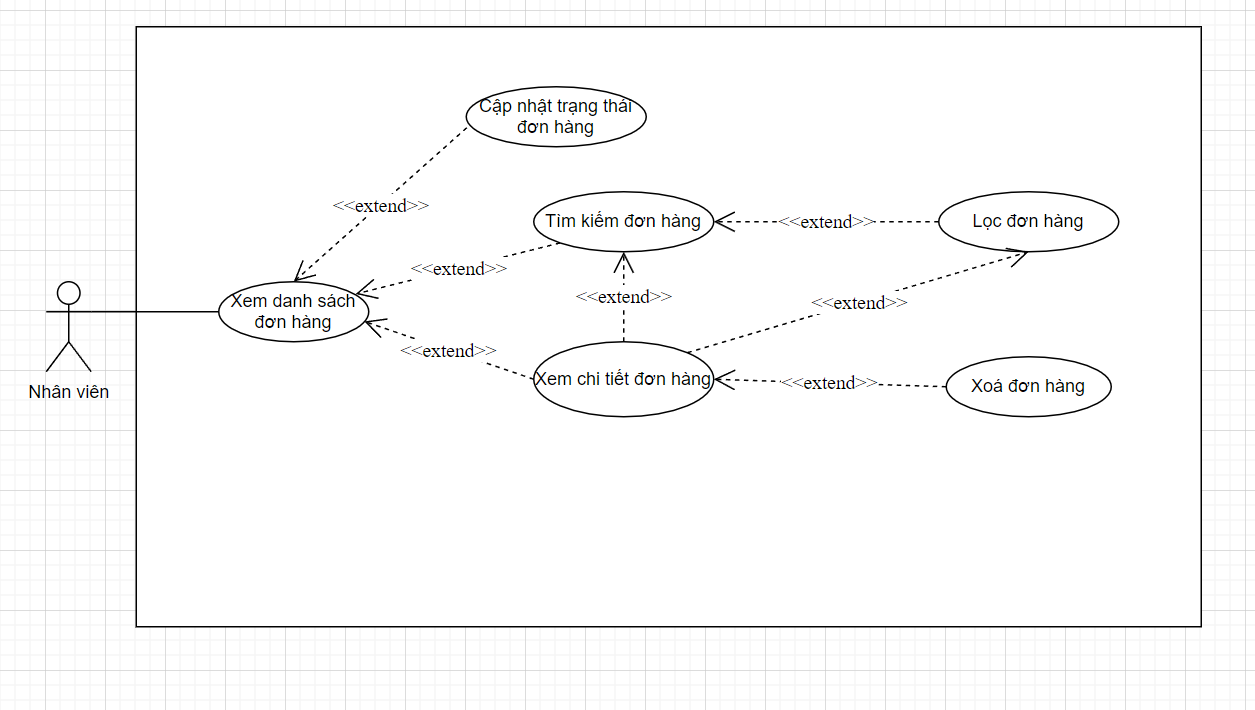 Cập nhật trạng thái
đơn hàng
<<extend>>
Tìm kiếm đơn hàng
<<extend>>
Lọc đơn hàng
<<extend>>
<<extend>>
<<extend>>
Xem danh sách
đơn hàng
<<extend>>
Xem chi tiết đơn hàng
<<extend>>
Xoá đơn hàng
Nhân viên